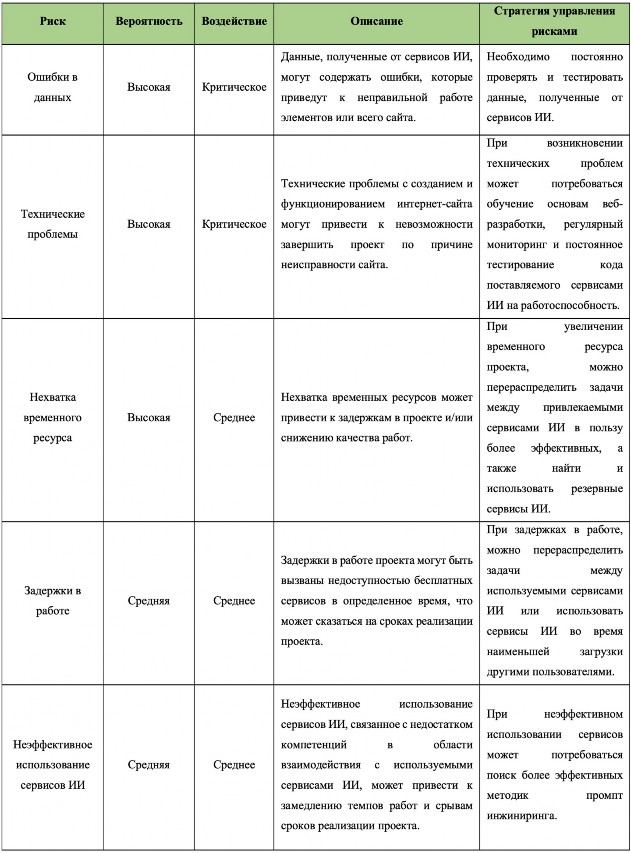 Риск Вероятность Воздействие Описание Стратегия управления рисками
Ошибки в
данных
Высокая
Критическое
Данные, полученные от сервисов ИИ,
могут содержать ошибки, которые
приведут к неправильной работе
элементов или всего сайта.
Необходимо постоянно
проверять и тестировать
данные, полученные от
сервисов ИИ.
Технические
проблемы
Высокая
Критическое
Технические проблемы с созданием и
функционированием интернет-сайта
могут привести к невозможности
завершить проект по причине
неисправности сайта.
При возникновении
технических проблем
может потребоваться
обучение основам веб-
разработки, регулярный
мониторинг и постоянное
тестирование кода
поставляемого сервисами
ИИ на работоспособность.
Нехватка
временного
ресурса
Высокая
Среднее
Нехватка временных ресурсов может
привести к задержкам в проекте и/или
снижению качества работ.
При увеличении
временного ресурса
проекта, можно
перераспределить задачи
между привлекаемыми
сервисами ИИ в пользу
более эффективных, а
также найти и
использовать резервные
сервисы ИИ.
Задержки в
работе
Средняя
Среднее
Задержки в работе проекта могут быть
вызваны недоступностью бесплатных
сервисов в определенное время, что
может сказаться на сроках реализации
проекта.
При задержках в работе,
можно перераспределить
задачи между
используемыми сервисами
ИИ или использовать
сервисы ИИ во время
наименьшей загрузки
другими пользователями.
Неэффективное
использование
сервисов ИИ
Средняя
Среднее
Неэффективное использование
сервисов ИИ, связанное с недостатком
компетенций в области
взаимодействия с используемыми
сервисами ИИ, может привести к
замедлению темпов работ и срывам
сроков реализации проекта.
При неэффективном
использовании сервисов
может потребоваться
поиск более эффективных
методик промпт
инжиниринга.